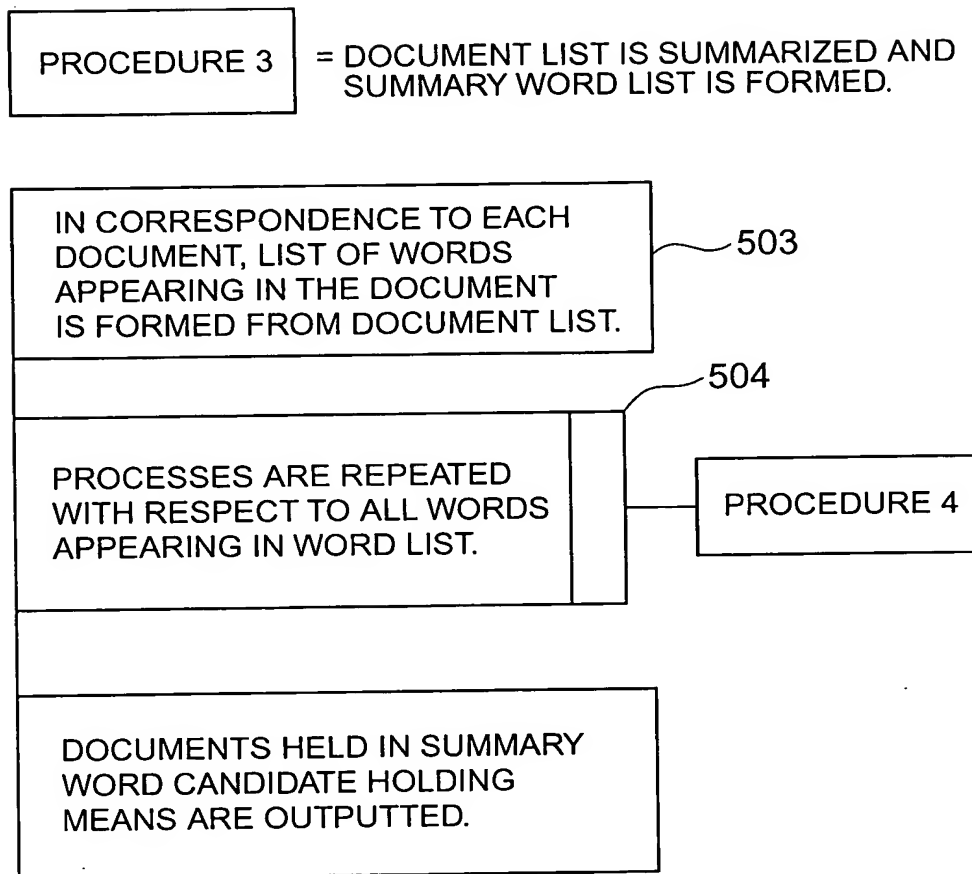 PROCEDURE 3
= DOCUMENT LIST IS SUMMARIZED AND
SUMMARY WORD LIST IS FORMED.
IN CORRESPONDENCE TO EACH
DOCUMENT, LIST OF WORDS
APPEARING IN THE DOCUMENT
IS FORMED FROM DOCUMENT LIST.
503
504
PROCESSES ARE REPEATED
WITH RESPECT TO ALL WORDS
APPEARING IN WORD LIST.
PROCEDURE 4
DOCUMENTS HELD IN SUMMARY
WORD CANDIDATE HOLDING
MEANS ARE OUTPUTTED.